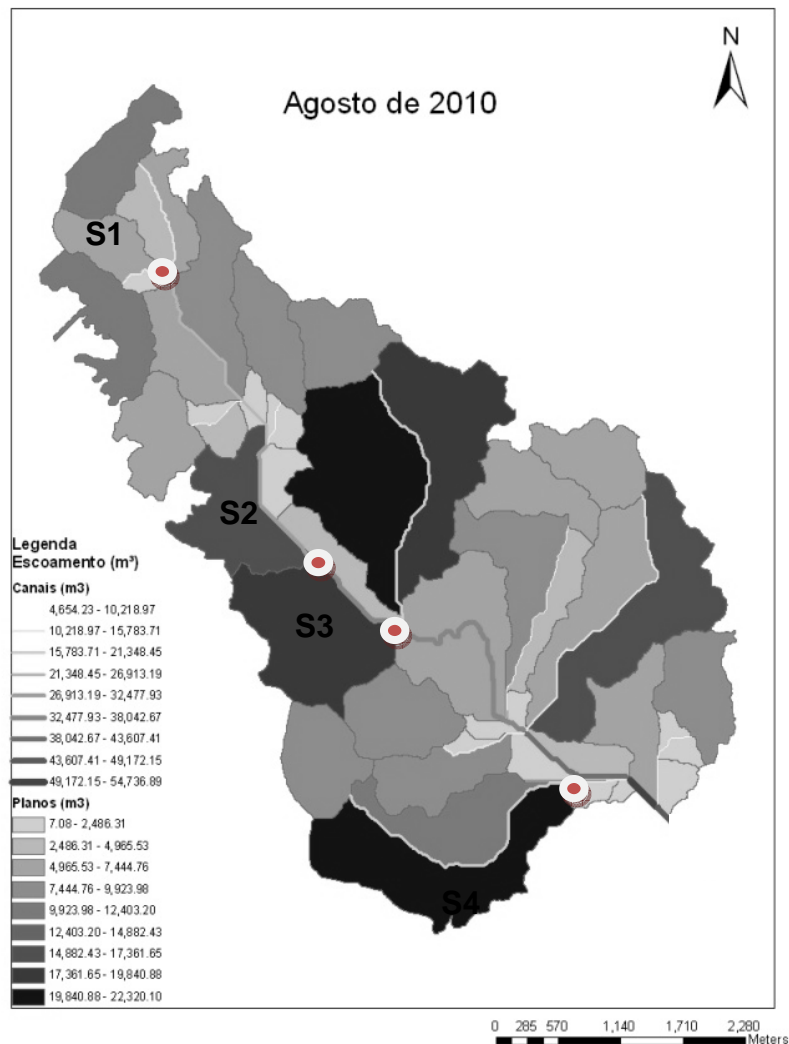 N
Agosto de 2010
S1
S2
S3
S4
Legenda
Escoamento (m³)
Canais (m3)
4,654.23 - 10,218.97
10,218.97 - 15,783.71
15,783.71 - 21,348.45
21,348.45 - 26,913.19
26,913.19 - 32,477.93
32,477.93 - 38,042.67
38,042.67 - 43,607.41
43,607.41 - 49,172.15
49,172.15 - 54,736.89
Planos (m3)
7.08 - 2,486.31
2,486.31 - 4,965.53
4,965.53 - 7,444.76
7,444.76 - 9,923.98
9,923.98 - 12,403.20
12,403.20 - 14,882.43
14,882.43 - 17,361.65
17,361.65 - 19,840.88
19,840.88 - 22,320.10
0 285 570 1,140 1,710 2,280
Meters